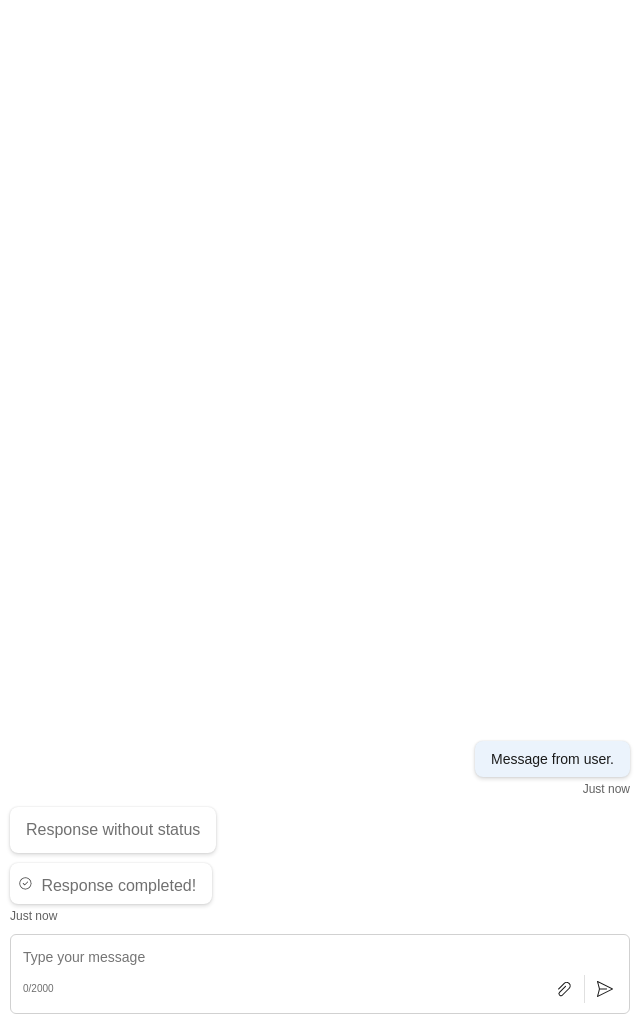 Message from user.
Just now
Response without status
Response completed!
Just now
Type your message
0/2000